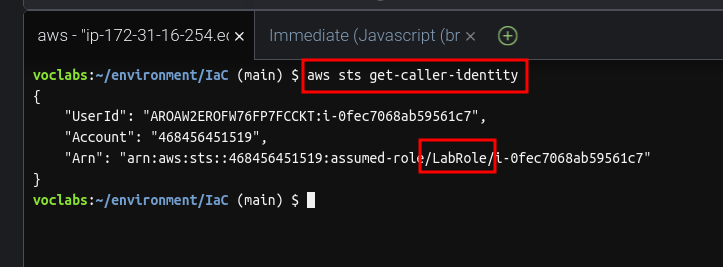 aws - "ip-172-31-16-254.ec × Immediate (Javascript (br ×
voclabs:~/environment/IaC (main) $ aws sts get-caller-identity
{
    "UserId": "AROAW2EROFW76FP7FCCKT:i-0fec7068ab59561c7",
    "Account": "468456451519",
    "Arn": "arn:aws:sts::468456451519:assumed-role/LabRole/i-0fec7068ab59561c7"
}
voclabs:~/environment/IaC (main) $